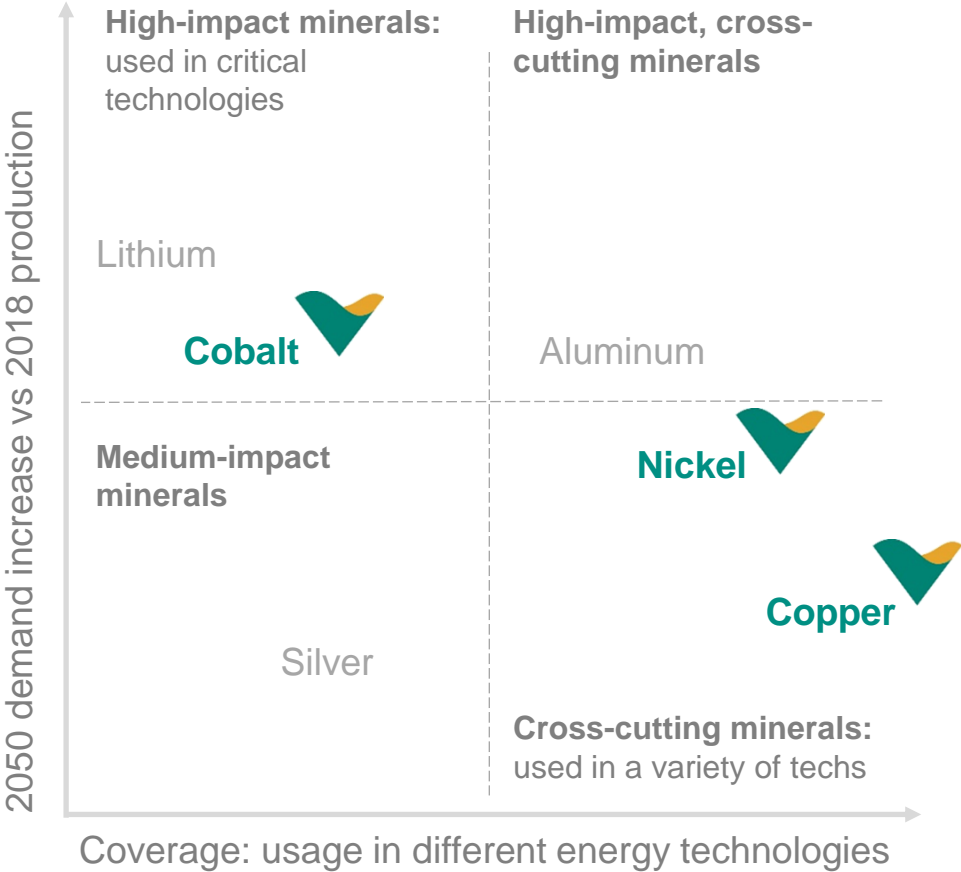 High-impact minerals:
used in critical
technologies
High-impact, cross-
cutting minerals
2050 demand increase vs 2018 production
Lithium
Cobalt
Aluminum
Medium-impact
minerals
Nickel
Copper
Silver
Cross-cutting minerals:
used in a variety of techs
Coverage: usage in different energy technologies